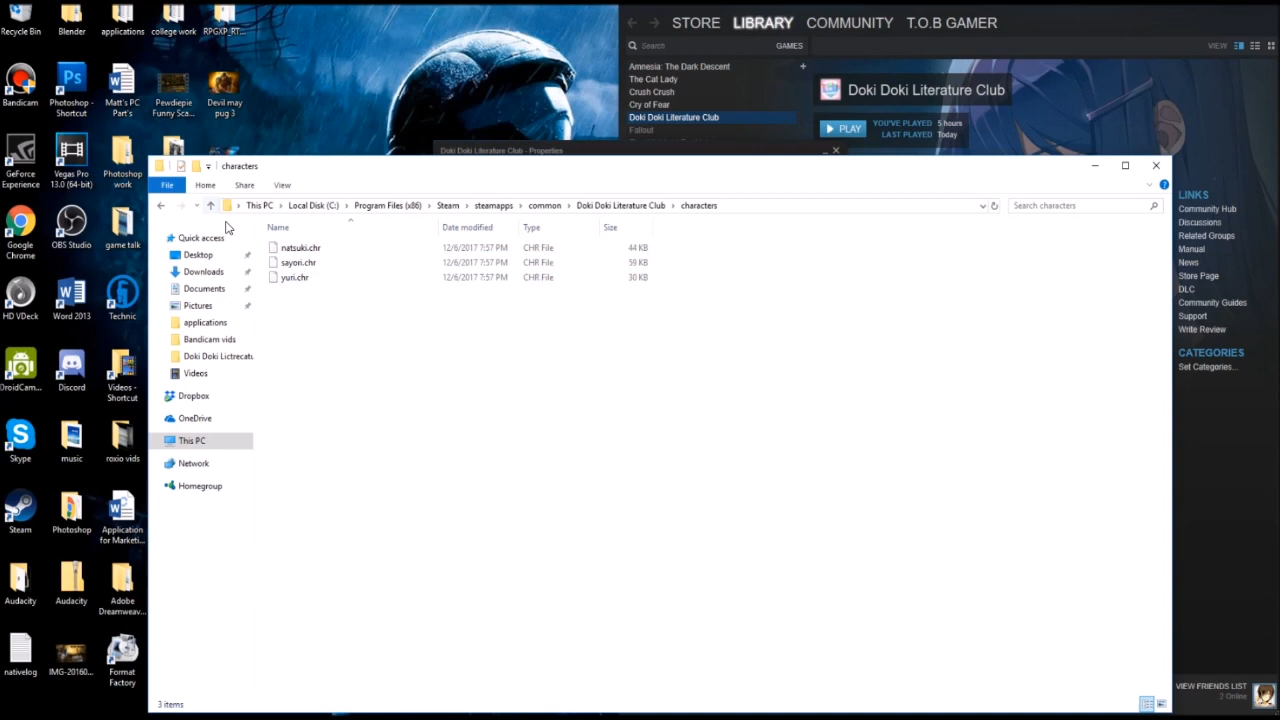 Recycle Bin
Blender
applications
college work
RPGXP_RT...
Bandicam
Photoshop - Shortcut
Matt's PC Part's
Pewdiepie Funny Sca...
Devil may pug 3
GeForce Experience
Vegas Pro 13.0 (64-bit)
Photoshop work
Google Chrome
OBS Studio
game talk
HD VDeck
Word 2013
Technic
DroidCam...
Discord
Videos - Shortcut
Skype
music
roxio vids
Steam
Photoshop
Application for Marketi...
Audacity
Audacity
Adobe Dreamweav...
nativelog
IMG-20160...
Format Factory
STORE LIBRARY COMMUNITY T.O.B GAMER
Search GAMES VIEW
Amnesia: The Dark Descent
The Cat Lady
Crush Crush
Cry of Fear
Doki Doki Literature Club
Fallout
Doki Doki Literature Club
PLAY
YOU'VE PLAYED 5 hours
LAST PLAYED Today
Doki Doki Literature Club - Properties
characters
File Home Share View
This PC Local Disk (C:) Program Files (x86) Steam steamapps common Doki Doki Literature Club characters
Search characters
Name Date modified Type Size
natsuki.chr 12/6/2017 7:57 PM CHR File 44 KB
sayori.chr 12/6/2017 7:57 PM CHR File 59 KB
yuri.chr 12/6/2017 7:57 PM CHR File 30 KB
Quick access
Desktop
Downloads
Documents
Pictures
applications
Bandicam vids
Doki Doki Lictrecatu
Videos
Dropbox
OneDrive
This PC
Network
Homegroup
3 items
LINKS
Community Hub
Discussions
Related Groups
Manual
News
Store Page
DLC
Community Guides
Support
Write Review
CATEGORIES
Set Categories...
VIEW FRIENDS LIST
2 Online